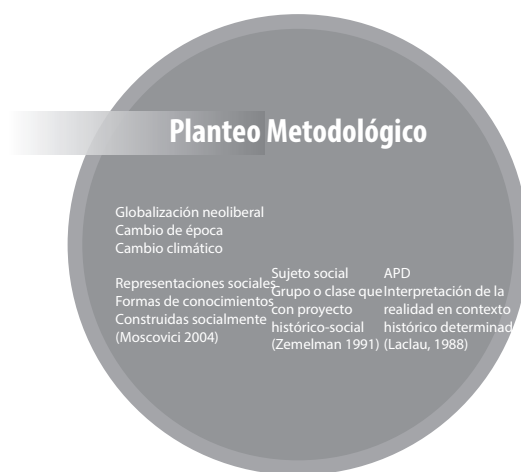 Planteo Metodológico
Globalización neoliberal
Cambio de época
Cambio climático
Representaciones sociales
Formas de conocimientos
Construidas socialmente
(Moscovici 2004)
Sujeto social
Grupo o clase que
con proyecto
histórico-social
(Zemelman 1991)
APD
Interpretación de la
realidad en contexto
histórico determinad
(Laclau, 1988)